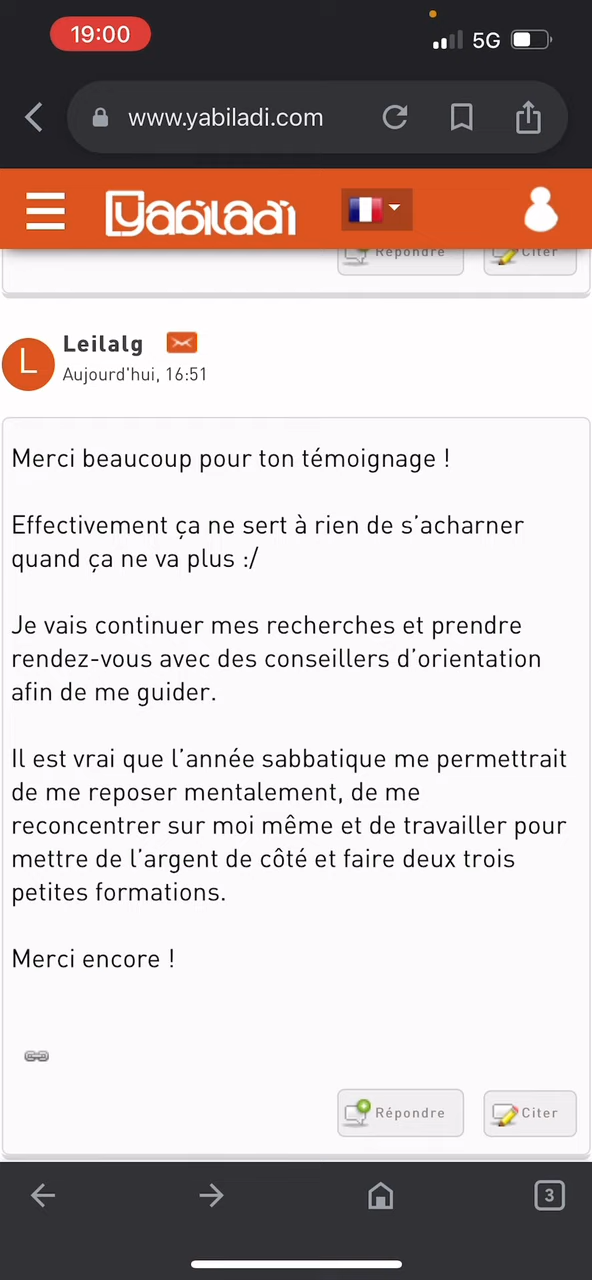 19:00
5G
www.yabiladi.com
yabiladi
Répondre
Citer
L
Leilalg
Aujourd'hui, 16:51
Merci beaucoup pour ton témoignage !
Effectivement ça ne sert à rien de s'acharner
quand ça ne va plus :/
Je vais continuer mes recherches et prendre
rendez-vous avec des conseillers d'orientation
afin de me guider.
Il est vrai que l'année sabbatique me permettrait
de me reposer mentalement, de me
reconcentrer sur moi même et de travailler pour
mettre de l'argent de côté et faire deux trois
petites formations.
Merci encore !
Répondre
Citer
3